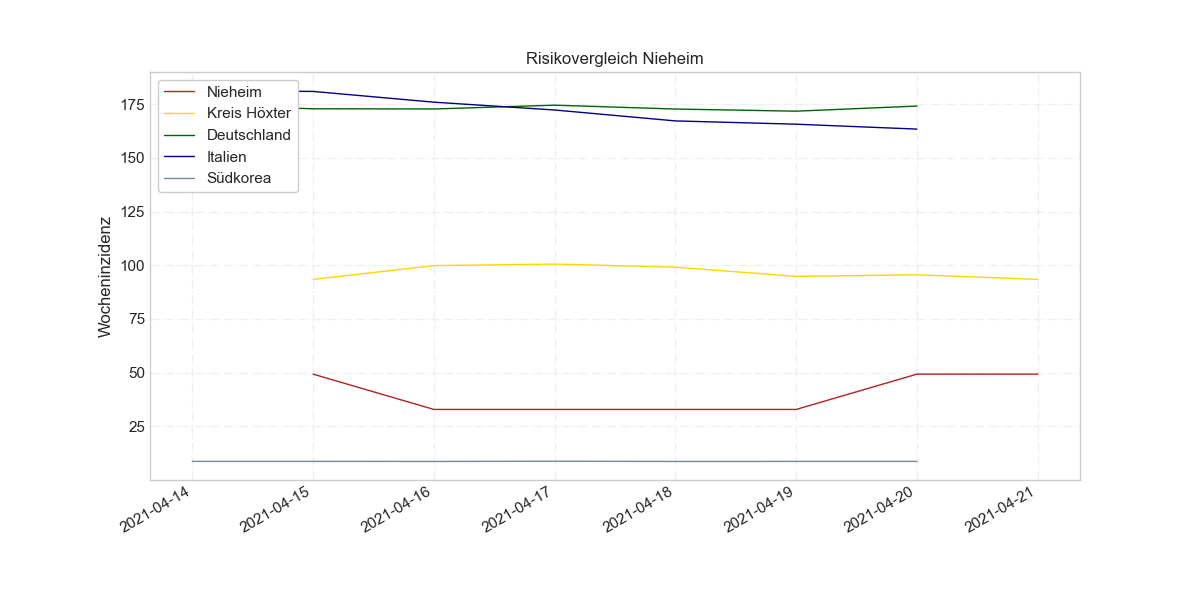 Risikovergleich Nieheim
Nieheim
Kreis Höxter
Deutschland
Italien
Südkorea
Wocheninzidenz
175
150
125
100
75
50
25
2021-04-14
2021-04-15
2021-04-16
2021-04-17
2021-04-18
2021-04-19
2021-04-20
2021-04-21